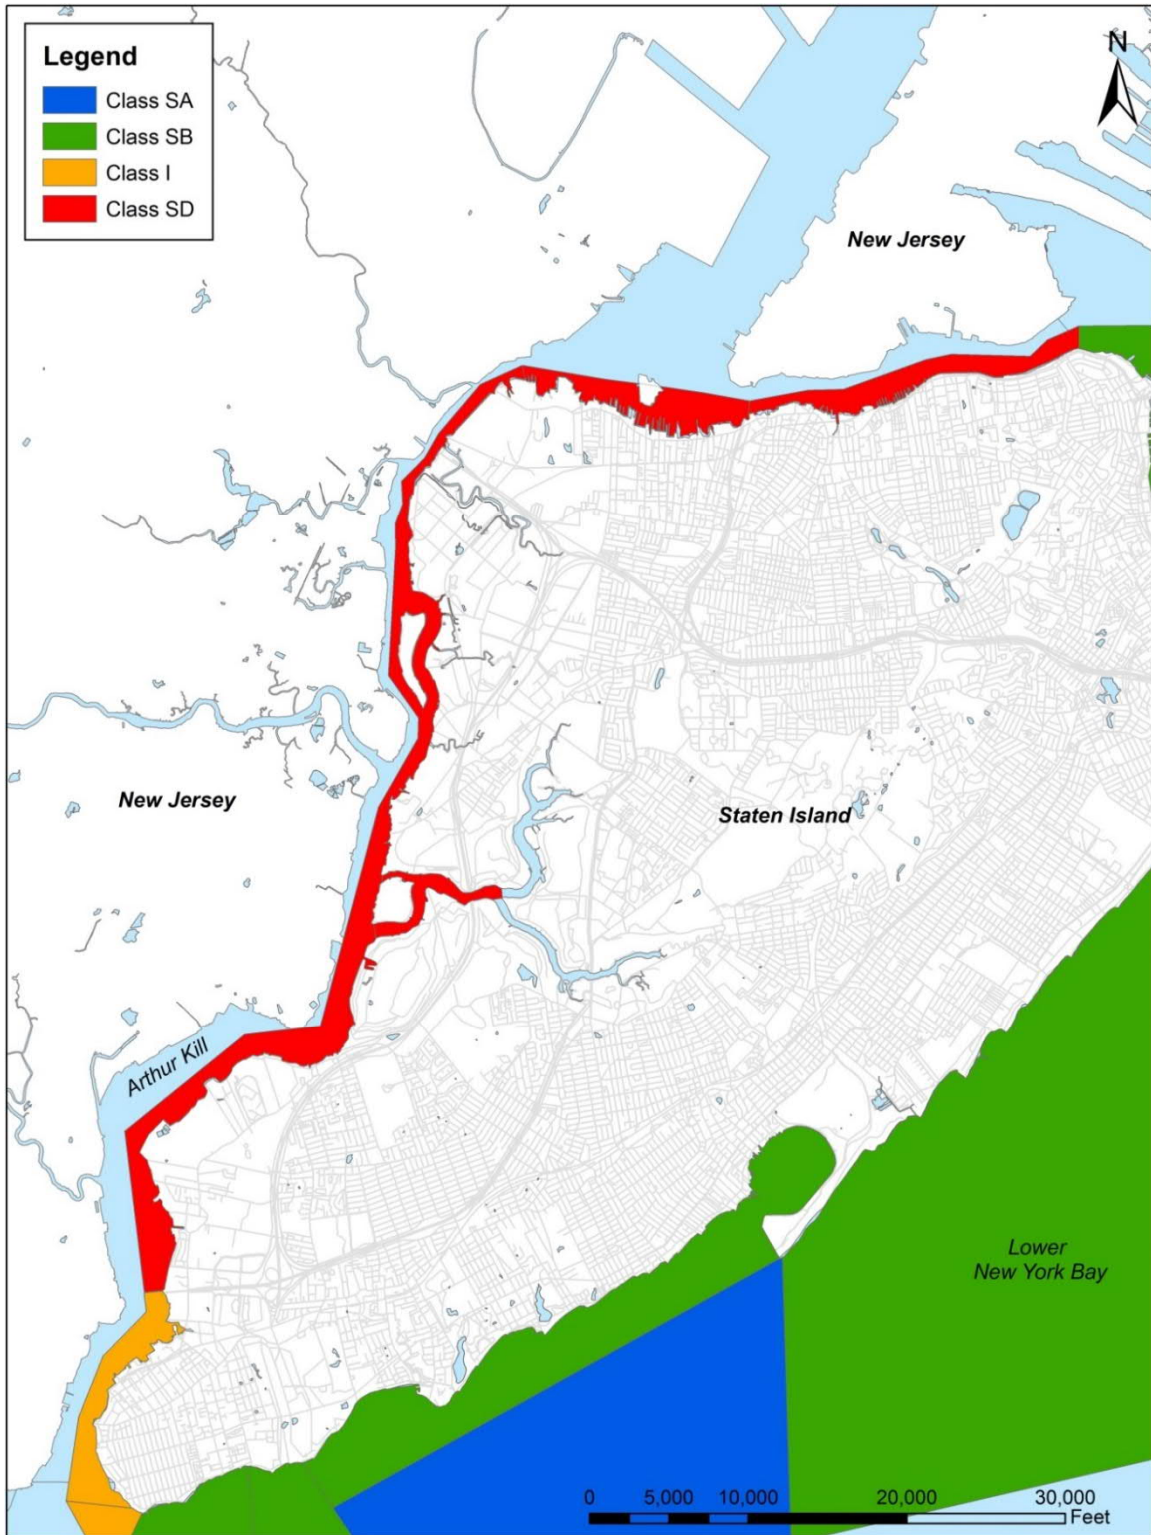 Legend
Class SA
Class SB
Class I
Class SD
N
New Jersey
New Jersey
Staten Island
Arthur Kill
Lower
New York Bay
0 5,000 10,000 20,000 30,000
Feet